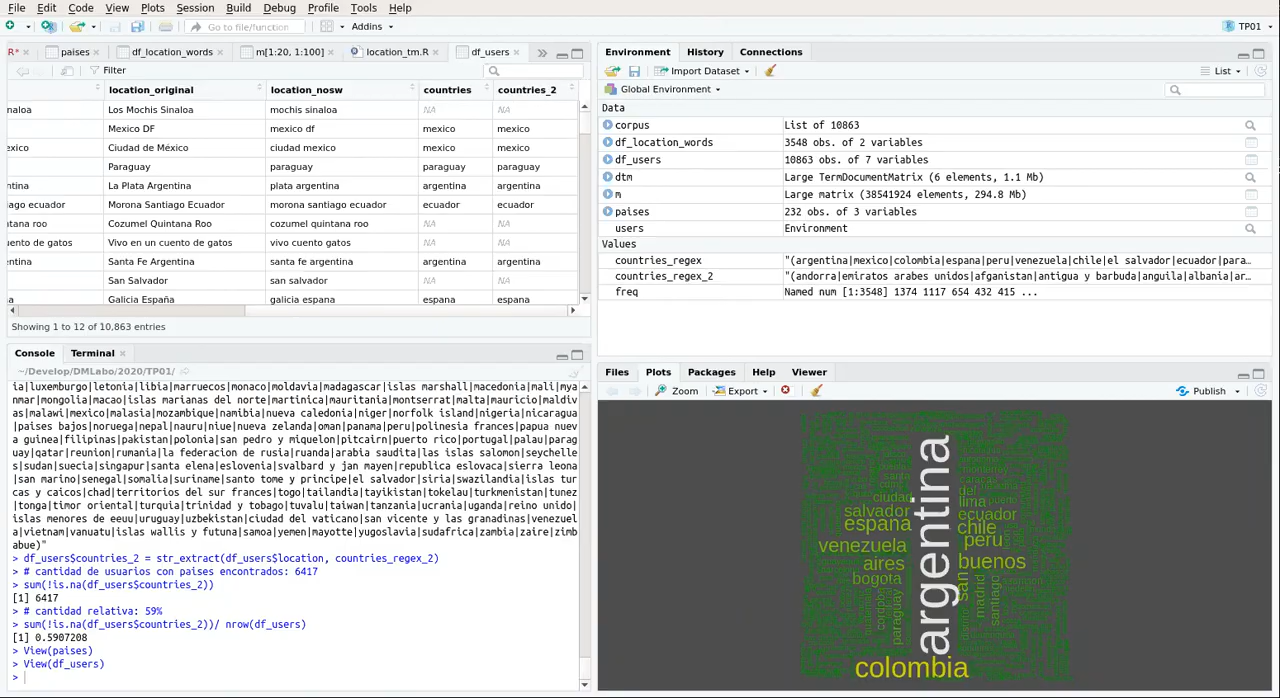 File Edit Code View Plots Session Build Debug Profile Tools Help
Go to file/function Addins TP01
R* paises df_location_words m[1:20, 1:100] location_tm.R df_users
Filter
location_original location_nosw countries countries_2
naloa Los Mochis Sinaloa mochis sinaloa NA NA
Mexico DF mexico df mexico mexico
exico Ciudad de México ciudad mexico mexico mexico
Paraguay paraguay paraguay paraguay
ntina La Plata Argentina plata argentina argentina argentina
ago ecuador Morona Santiago Ecuador morona santiago ecuador ecuador ecuador
ntana roo Cozumel Quintana Roo cozumel quintana roo NA NA
uento de gatos Vivo en un cuento de gatos vivo cuento gatos NA NA
entina Santa Fe Argentina santa fe argentina argentina argentina
San Salvador san salvador NA NA
a Galicia España galicia espana espana espana
Showing 1 to 12 of 10,863 entries
Environment History Connections
Import Dataset List
Global Environment
Data
corpus List of 10863
df_location_words 3548 obs. of 2 variables
df_users 10863 obs. of 7 variables
dtm Large TermDocumentMatrix (6 elements, 1.1 Mb)
m Large matrix (38541924 elements, 294.8 Mb)
paises 232 obs. of 3 variables
users Environment
Values
countries_regex "(argentina|mexico|colombia|espana|peru|venezuela|chile|el salvador|ecuador|para…
countries_regex_2 "(andorra|emiratos arabes unidos|afganistan|antigua y barbuda|anguila|albania|ar…
freq Named num [1:3548] 1374 1117 654 432 415 ...
Console Terminal
~/Develop/DMLabo/2020/TP01/
ia|luxemburgo|letonia|libia|marruecos|monaco|moldavia|madagascar|islas marshall|macedonia|mali|mya
nmar|mongolia|macao|islas marianas del norte|martinica|mauritania|montserrat|malta|mauricio|maldiv
as|malawi|mexico|malasia|mozambique|namibia|nueva caledonia|niger|norfolk island|nigeria|nicaragua
|paises bajos|noruega|nepal|nauru|niue|nueva zelanda|oman|panama|peru|polinesia frances|papua nuev
a guinea|filipinas|pakistan|polonia|san pedro y miquelon|pitcairn|puerto rico|portugal|palau|parag
uay|qatar|reunion|rumania|la federacion de rusia|ruanda|arabia saudita|las islas salomon|seychelle
s|sudan|suecia|singapur|santa elena|eslovenia|svalbard y jan mayen|republica eslovaca|sierra leona
|san marino|senegal|somalia|suriname|santo tome y principe|el salvador|siria|swazilandia|islas tur
cas y caicos|chad|territorios del sur frances|togo|tailandia|tayikistan|tokelau|turkmenistan|tunez
|tonga|timor oriental|turquia|trinidad y tobago|tuvalu|taiwan|tanzania|ucrania|uganda|reino unido|
islas menores de eeuu|uruguay|uzbekistan|ciudad del vaticano|san vicente y las granadinas|venezuel
a|vietnam|vanuatu|islas wallis y futuna|samoa|yemen|mayotte|yugoslavia|sudafrica|zambia|zaire|zimb
abue)"
> df_users$countries_2 = str_extract(df_users$location, countries_regex_2)
> # cantidad de usuarios con paises encontrados: 6417
> sum(!is.na(df_users$countries_2))
[1] 6417
> # cantidad relativa: 59%
> sum(!is.na(df_users$countries_2))/ nrow(df_users)
[1] 0.5907208
> View(paises)
> View(df_users)
>
Files Plots Packages Help Viewer
Zoom Export Publish
argentina
ciudad
salvador
espana
venezuela
aires
bogota
cordoba
paraguay
colombia
del
lima
puerto
ecuador
chile
peru
buenos
san
madrid
santiago